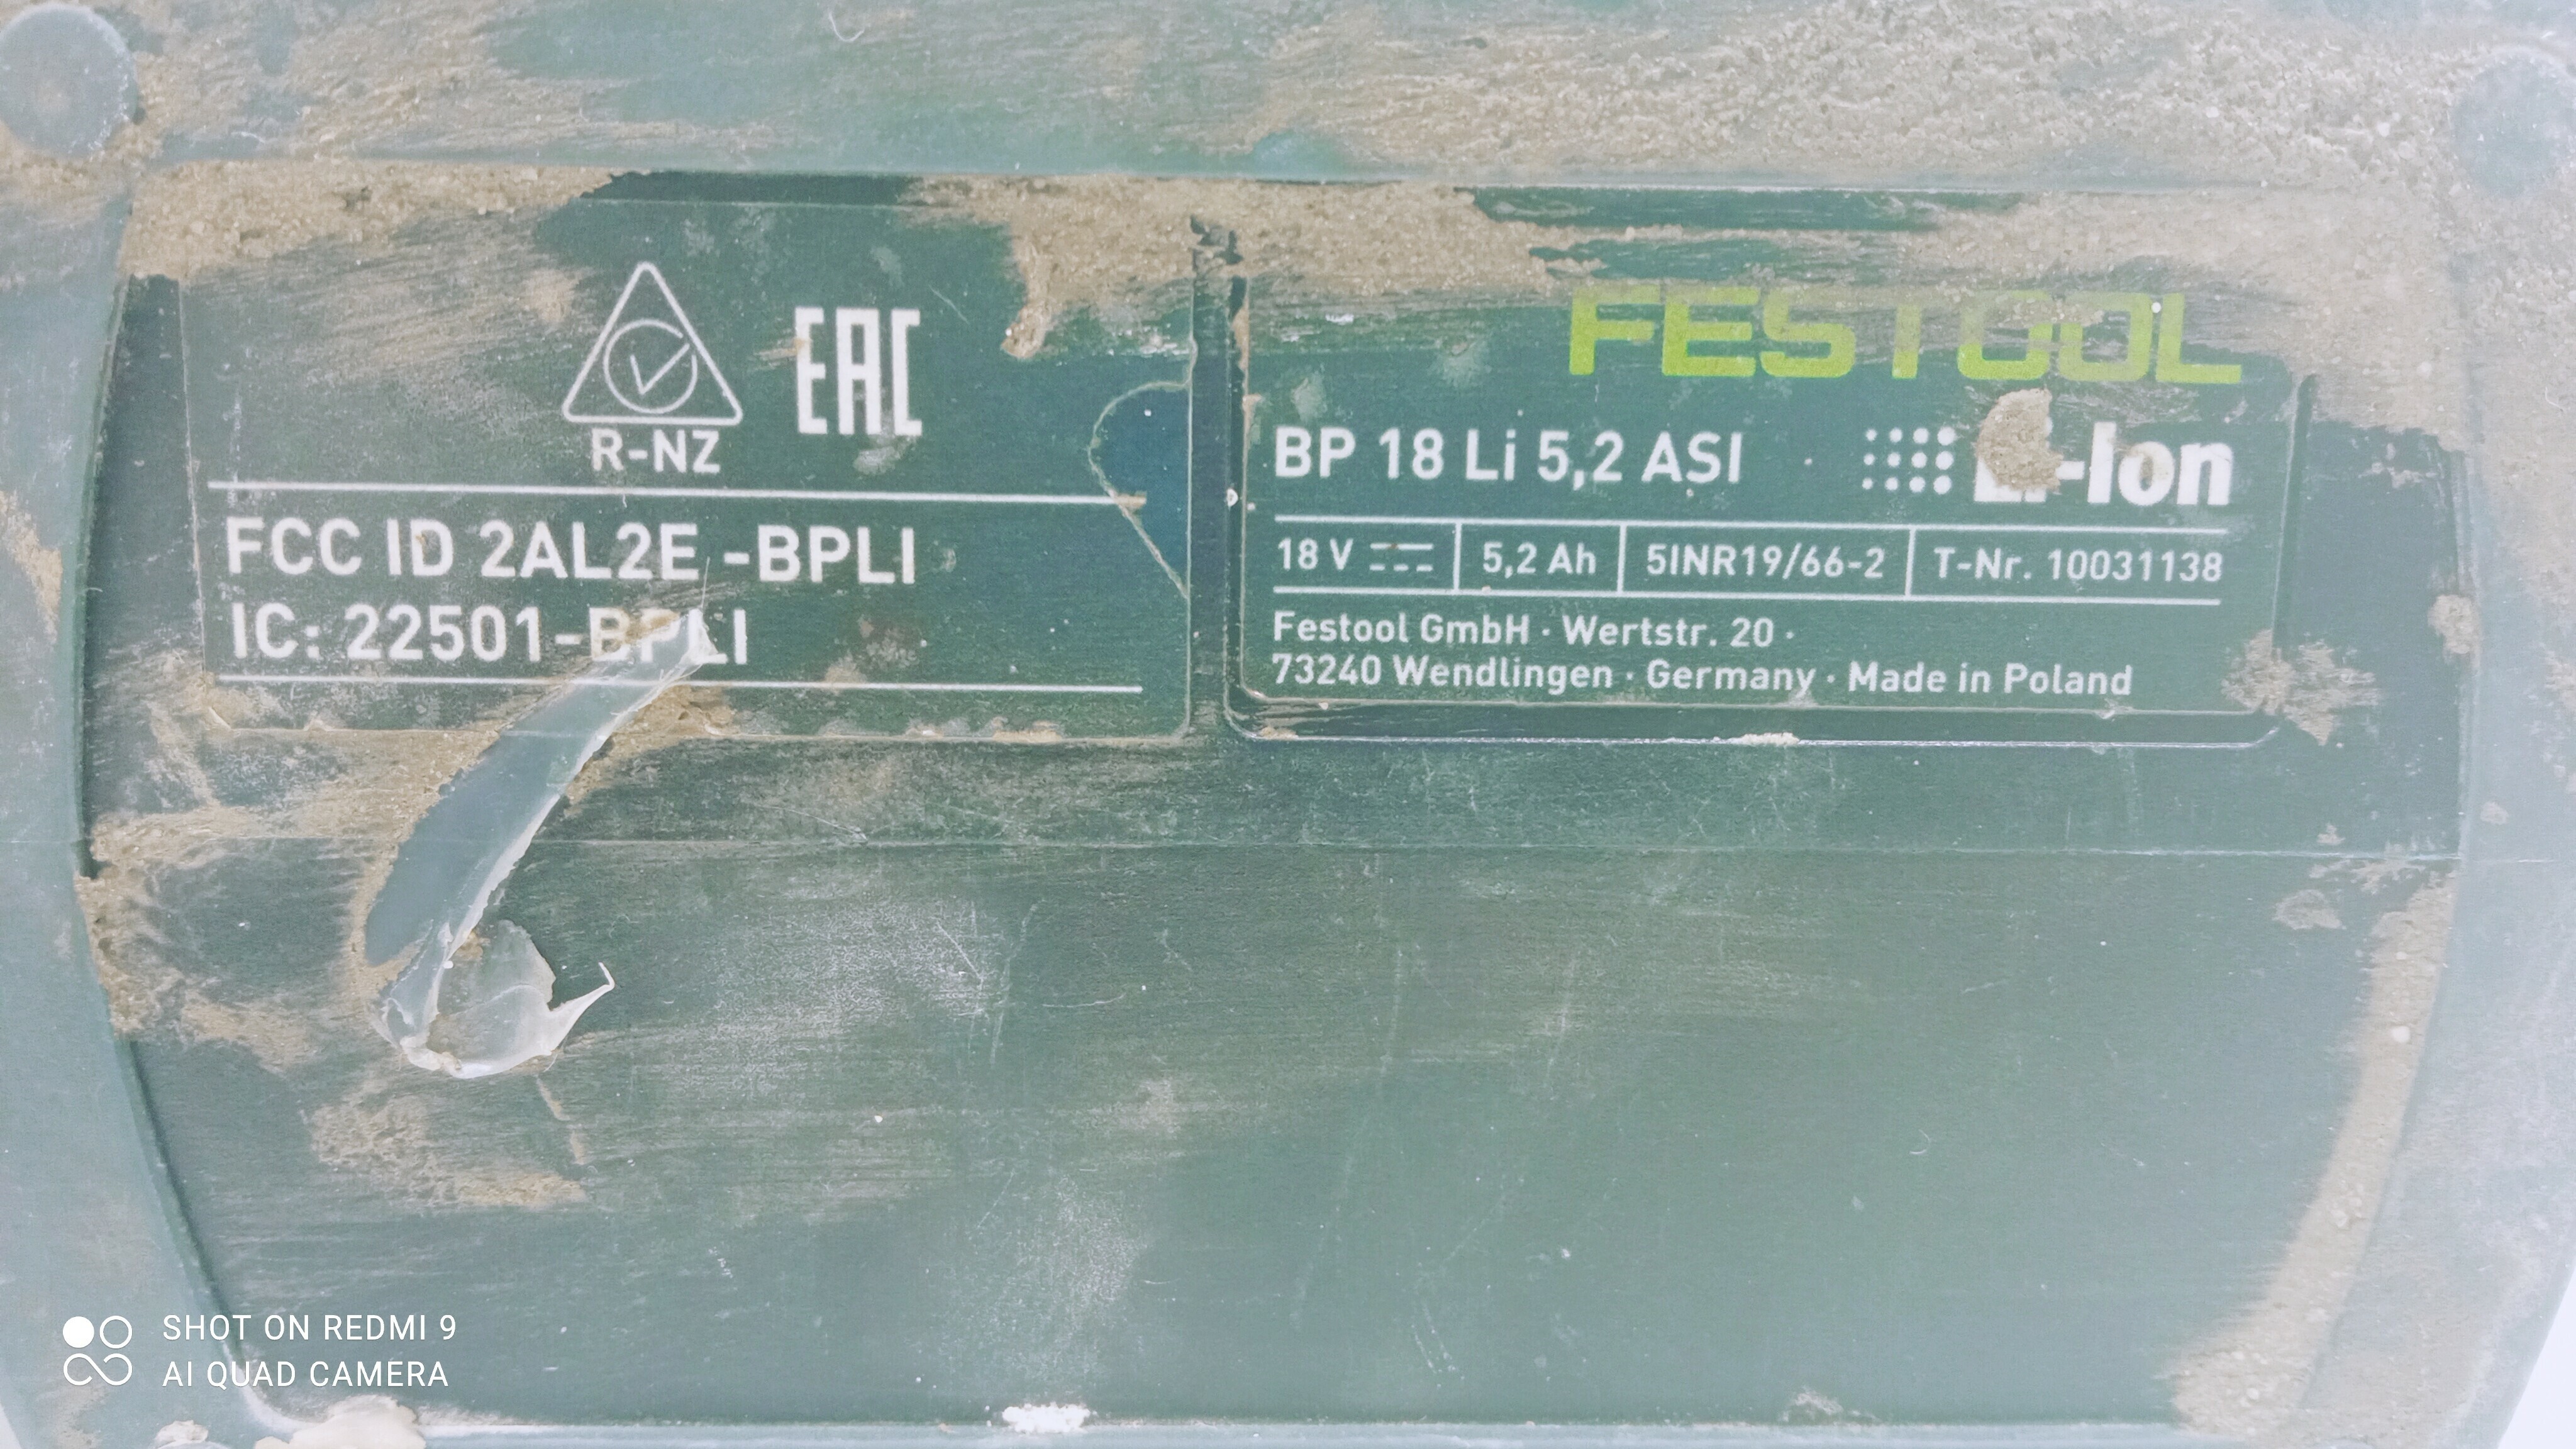 R-NZ
EAC
FCC ID 2AL2E -BPLI
IC: 22501-BPLI
FESTOOL
BP 18 Li 5,2 ASI
Li-Ion
18 V
5,2 Ah
5INR19/66-2
T-Nr. 10031138
Festool GmbH · Wertstr. 20 ·
73240 Wendlingen · Germany · Made in Poland
SHOT ON REDMI 9
AI QUAD CAMERA